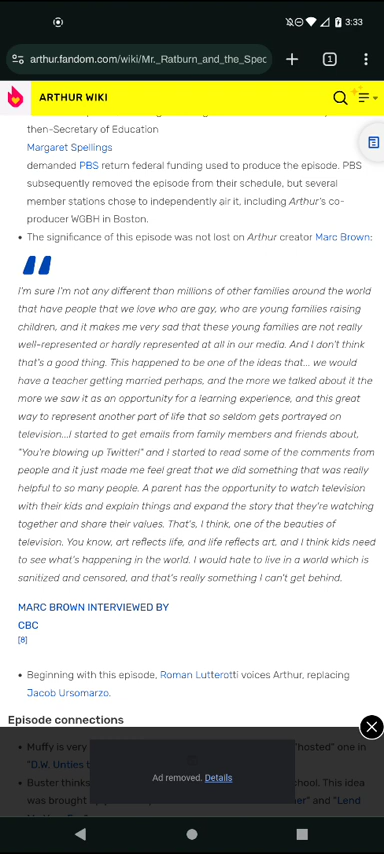 3:33
arthur.fandom.com/wiki/Mr._Ratburn_and_the_Spec
1
ARTHUR WIKI
then-Secretary of Education
Margaret Spellings
demanded PBS return federal funding used to produce the episode. PBS
subsequently removed the episode from their schedule, but several
member stations chose to independently air it, including Arthur's co-
producer WGBH in Boston.
• The significance of this episode was not lost on Arthur creator Marc Brown:
I'm sure I'm not any different than millions of other families around the world
that have people that we love who are gay, who are young families raising
children, and it makes me very sad that these young families are not really
well-represented or hardly represented at all in our media. And I don't think
that's a good thing. This happened to be one of the ideas that... we would
have a teacher getting married perhaps, and the more we talked about it the
more we saw it as an opportunity for a learning experience, and this great
way to represent another part of life that so seldom gets portrayed on
television...I started to get emails from family members and friends about,
"You're blowing up Twitter!" and I started to read some of the comments from
people and it just made me feel great that we did something that was really
helpful to so many people. A parent has the opportunity to watch television
with their kids and explain things and expand the story that they're watching
together and share their values. That's, I think, one of the beauties of
television. You know, art reflects life, and life reflects art, and I think kids need
to see what's happening in the world. I would hate to live in a world which is
sanitized and censored, and that's really something I can't get behind.
MARC BROWN INTERVIEWED BY
CBC
[8]
• Beginning with this episode, Roman Lutterotti voices Arthur, replacing
Jacob Ursomarzo.
Episode connections
• Muffy is very "hosted" one in
"D.W. Unties
• Buster thinks chool. This idea
was brought and "Lend
Ad removed. Details